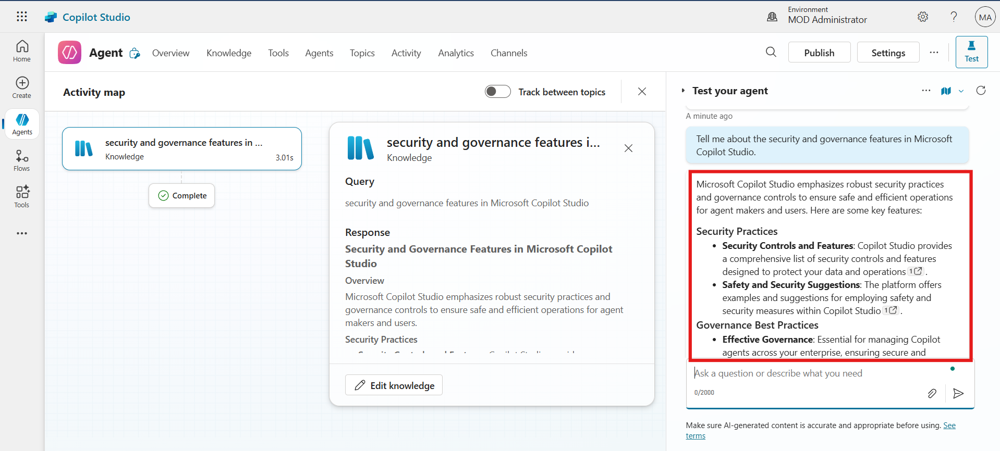 Copilot Studio
Environment
MOD Administrator
?
MA
Home
Create
Agents
Flows
Tools
Agent
Overview
Knowledge
Tools
Agents
Topics
Activity
Analytics
Channels
Publish
Settings
Test
Activity map
Track between topics
security and governance features in ...
Knowledge
3.01s
Complete
security and governance features i...
Knowledge
Query
security and governance features in Microsoft Copilot Studio
Response
Security and Governance Features in Microsoft Copilot
Studio
Overview
Microsoft Copilot Studio emphasizes robust security practices and
governance controls to ensure safe and efficient operations for agent
makers and users.
Security Practices
Edit knowledge
Test your agent
A minute ago
Tell me about the security and governance features in Microsoft
Copilot Studio.
Microsoft Copilot Studio emphasizes robust security practices
and governance controls to ensure safe and efficient operations
for agent makers and users. Here are some key features:
Security Practices
• Security Controls and Features: Copilot Studio provides
a comprehensive list of security controls and features
designed to protect your data and operations 1.
• Safety and Security Suggestions: The platform offers
examples and suggestions for employing safety and
security measures within Copilot Studio 1.
Governance Best Practices
• Effective Governance: Essential for managing Copilot
agents across your enterprise, ensuring secure and
Ask a question or describe what you need
0/2000
Make sure AI-generated content is accurate and appropriate before using. See
terms